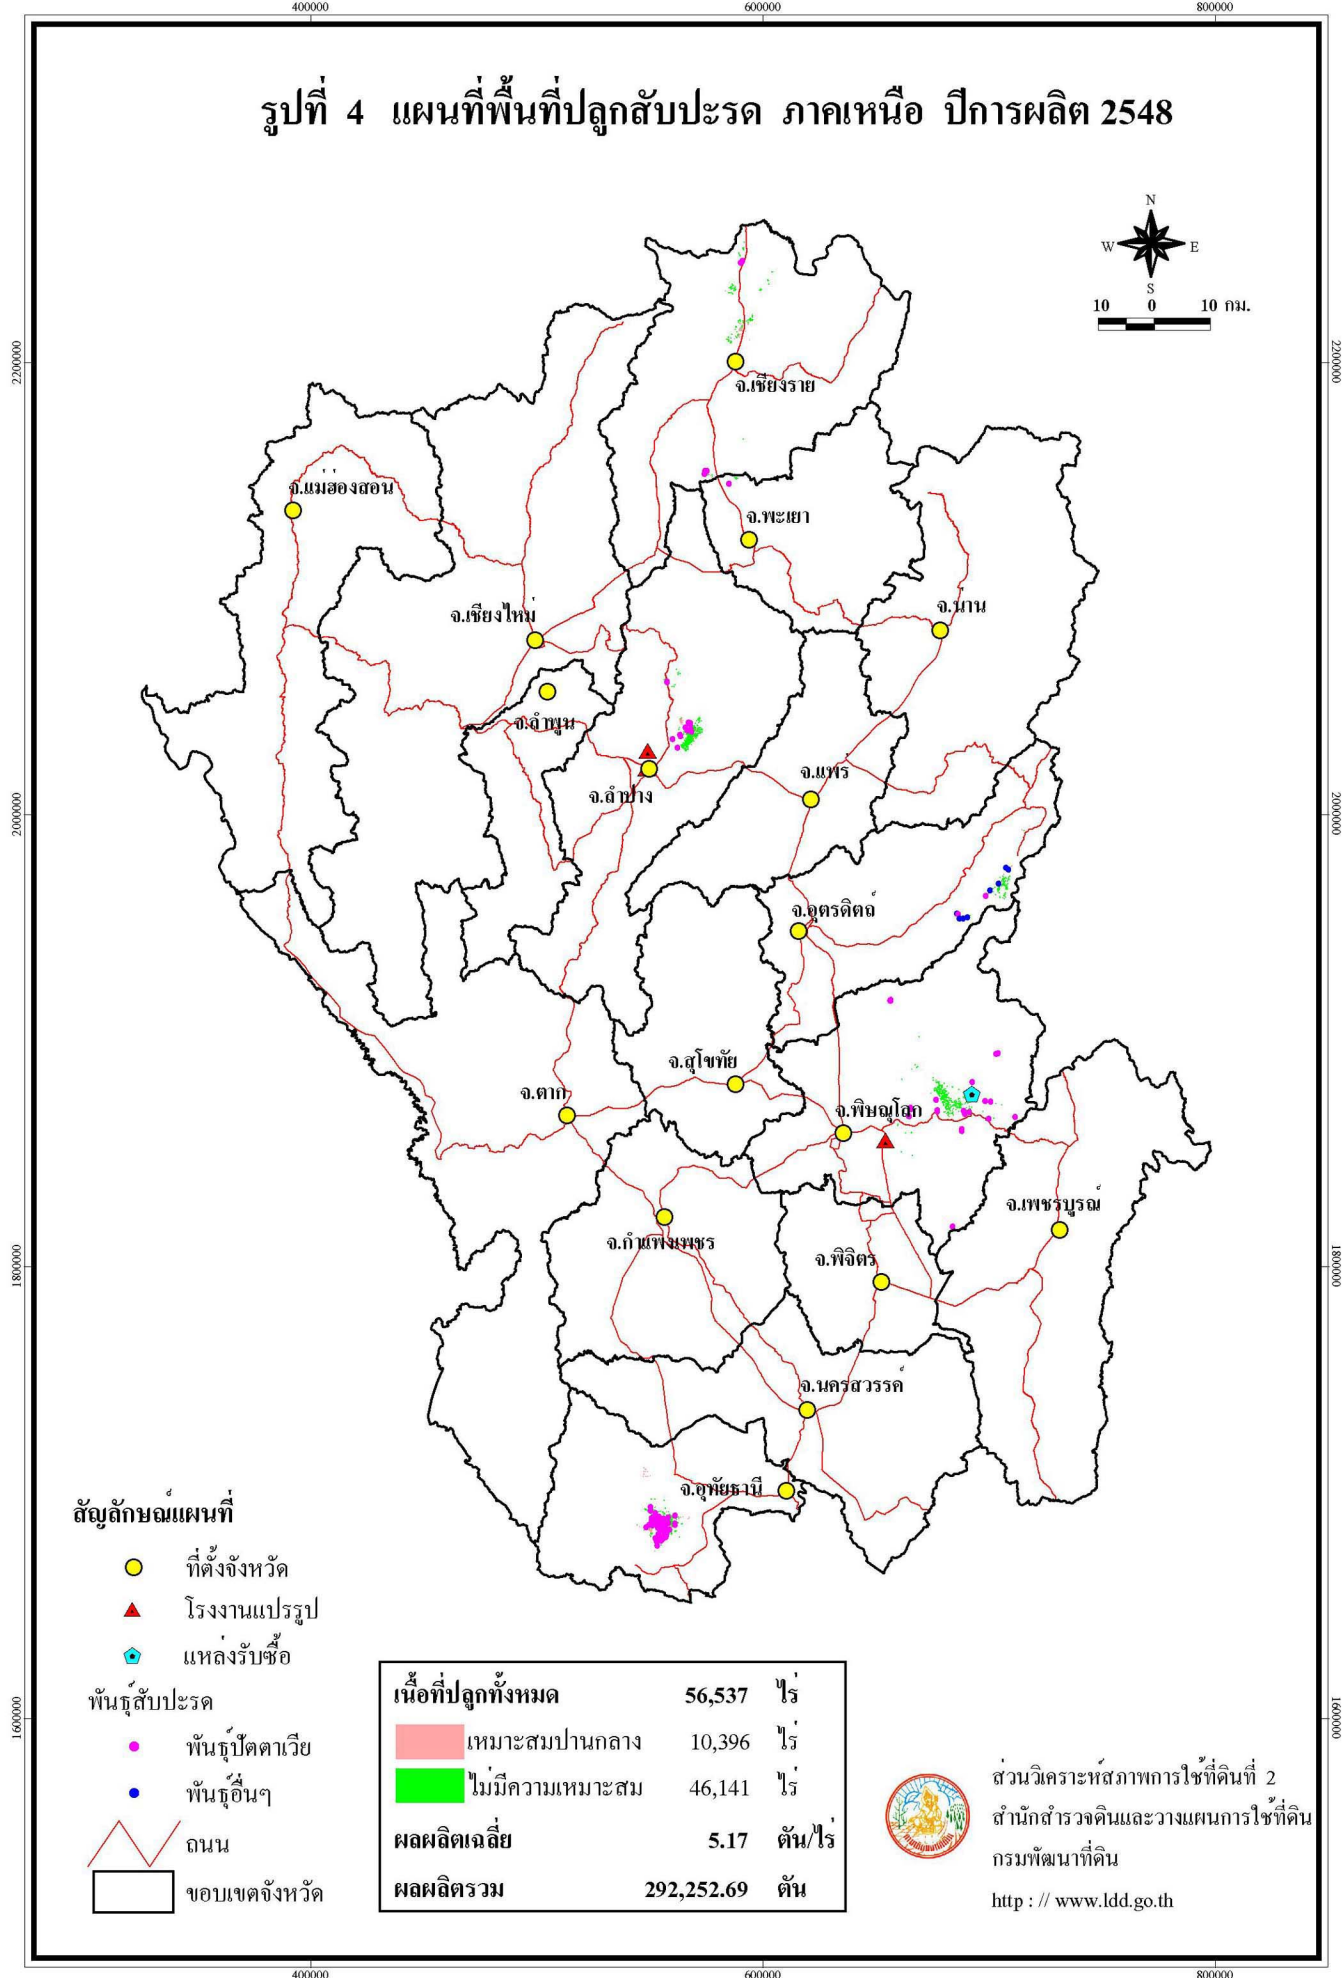 400000 600000 800000
รูปที่ 4 แผนที่พื้นที่ปลูกสับปะรด ภาคเหนือ ปีการผลิต 2548
N
W E
S
10 0 10 กม.
2200000 2200000
จ.เชียงราย
จ.แม่ฮ่องสอน
จ.พะเยา
จ.น่าน
จ.เชียงใหม่
จ.ลำพูน
จ.แพร่
จ.ลำปาง
2000000 2000000
จ.อุตรดิตถ์
จ.สุโขทัย
จ.ตาก
จ.พิษณุโลก
จ.เพชรบูรณ์
จ.กำแพงเพชร
จ.พิจิตร
1800000 1800000
จ.นครสวรรค์
จ.อุทัยธานี
สัญลักษณ์แผนที่
ที่ตั้งจังหวัด
โรงงานแปรรูป
แหล่งรับซื้อ
พันธุ์สับปะรด
พันธุ์ปัตตาเวีย
พันธุ์อื่นๆ
ถนน
ขอบเขตจังหวัด
เนื้อที่ปลูกทั้งหมด 56,537 ไร่
เหมาะสมปานกลาง 10,396 ไร่
ไม่มีความเหมาะสม 46,141 ไร่
ผลผลิตเฉลี่ย 5.17 ตัน/ไร่
ผลผลิตรวม 292,252.69 ตัน
1600000 1600000
ส่วนวิเคราะห์สภาพการใช้ที่ดินที่ 2
สำนักสำรวจดินและวางแผนการใช้ที่ดิน
กรมพัฒนาที่ดิน
http : // www.ldd.go.th
400000 600000 800000